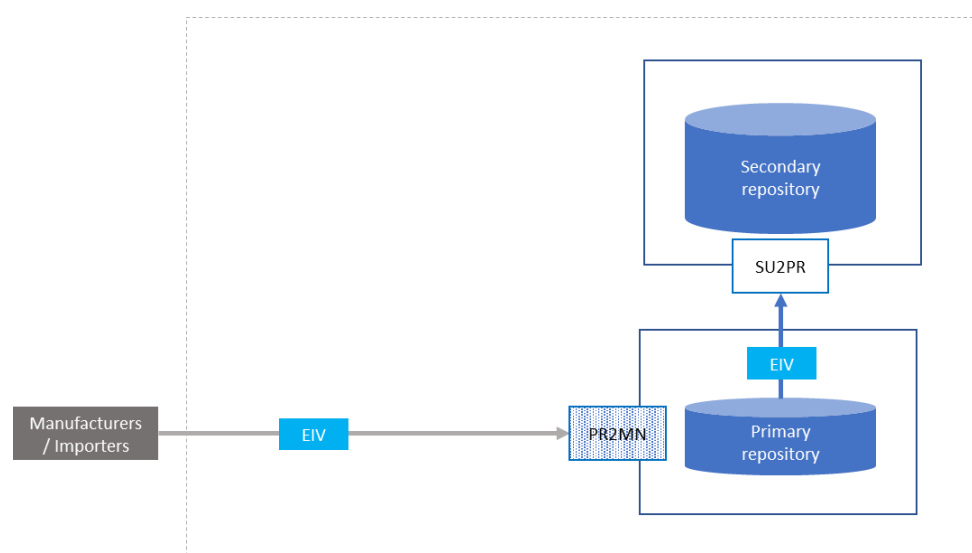 Secondary
repository
SU2PR
EIV
Manufacturers
/ Importers
EIV
PR2MN
Primary
repository